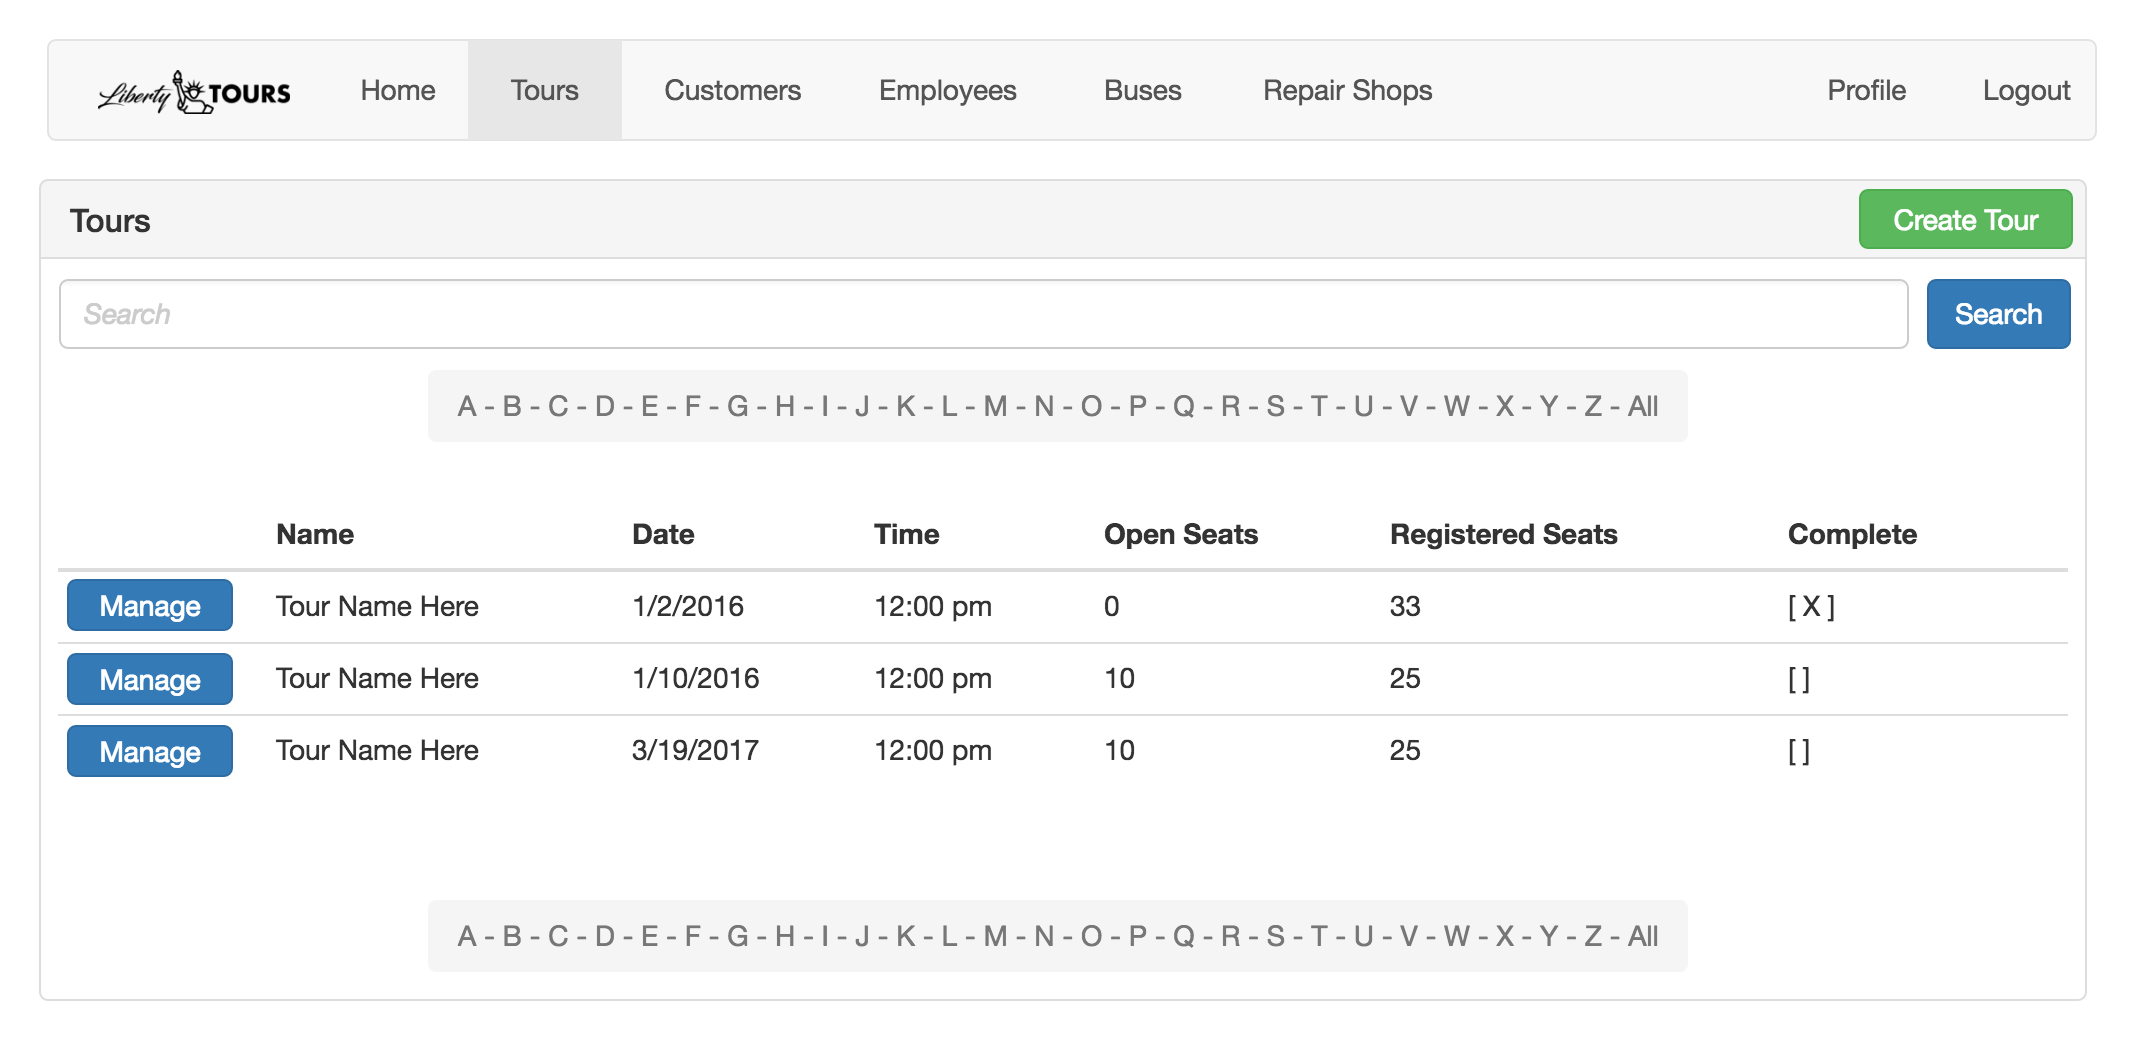 Liberty TOURS Home Tours Customers Employees Buses Repair Shops Profile Logout
Tours Create Tour
Search Search
A - B - C - D - E - F - G - H - I - J - K - L - M - N - O - P - Q - R - S - T - U - V - W - X - Y - Z - All
Name Date Time Open Seats Registered Seats Complete
Manage Tour Name Here 1/2/2016 12:00 pm 0 33 [ X ]
Manage Tour Name Here 1/10/2016 12:00 pm 10 25 [ ]
Manage Tour Name Here 3/19/2017 12:00 pm 10 25 [ ]
A - B - C - D - E - F - G - H - I - J - K - L - M - N - O - P - Q - R - S - T - U - V - W - X - Y - Z - All